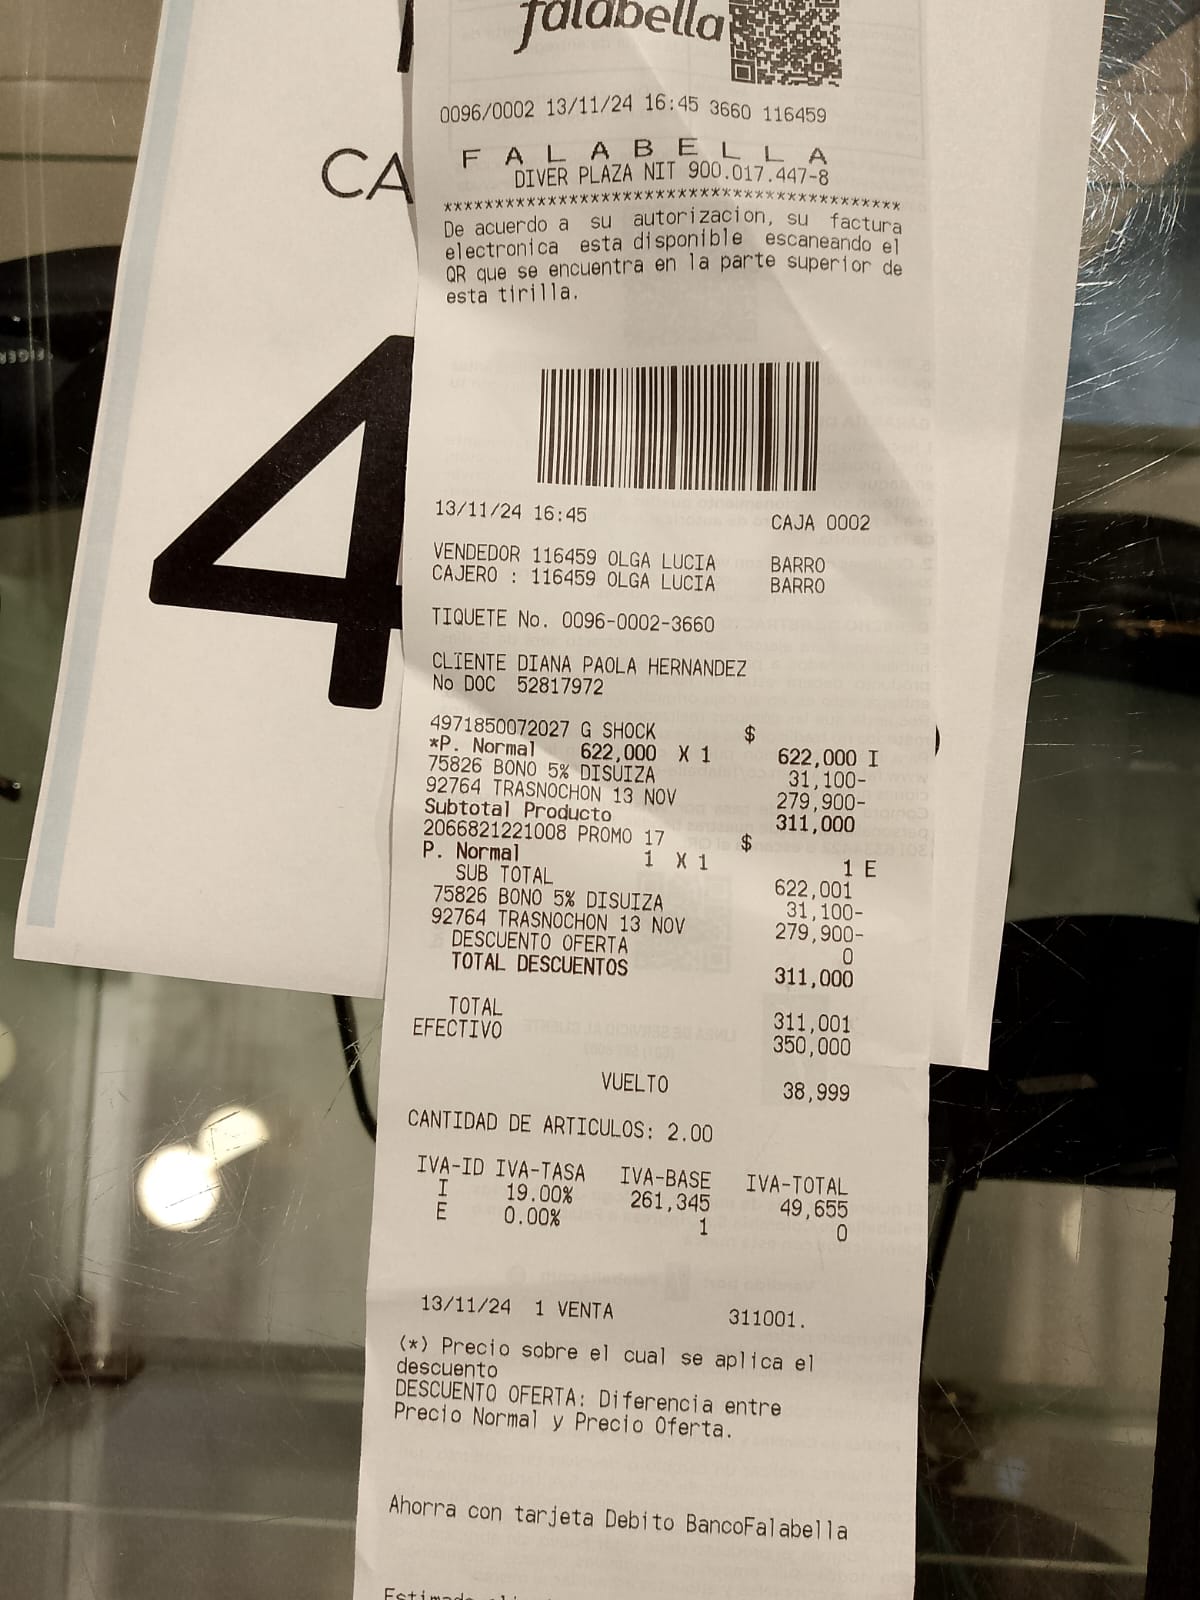 falabella
0096/0002 13/11/24 16:45 3660 116459
F A L A B E L L A
DIVER PLAZA NIT 900.017.447-8
********************************************
De acuerdo a su autorizacion, su factura
electronica esta disponible escaneando el
QR que se encuentra en la parte superior de
esta tirilla.
CA
4
13/11/24 16:45 CAJA 0002
VENDEDOR 116459 OLGA LUCIA BARRO
CAJERO : 116459 OLGA LUCIA BARRO
TIQUETE No. 0096-0002-3660
CLIENTE DIANA PAOLA HERNANDEZ
No DOC 52817972
4971850072027 G SHOCK $
*P. Normal 622,000 X 1 622,000 I
75826 BONO 5% DISUIZA 31,100-
92764 TRASNOCHON 13 NOV 279,900-
Subtotal Producto 311,000
2066821221008 PROMO 17 $
P. Normal 1 X 1 1 E
SUB TOTAL 622,001
75826 BONO 5% DISUIZA 31,100-
92764 TRASNOCHON 13 NOV 279,900-
DESCUENTO OFERTA 0
TOTAL DESCUENTOS 311,000
TOTAL 311,001
EFECTIVO 350,000
VUELTO 38,999
CANTIDAD DE ARTICULOS: 2.00
IVA-ID IVA-TASA IVA-BASE IVA-TOTAL
I 19.00% 261,345 49,655
E 0.00% 1 0
13/11/24 1 VENTA 311001.
(*) Precio sobre el cual se aplica el
descuento
DESCUENTO OFERTA: Diferencia entre
Precio Normal y Precio Oferta.
Ahorra con tarjeta Debito BancoFalabella